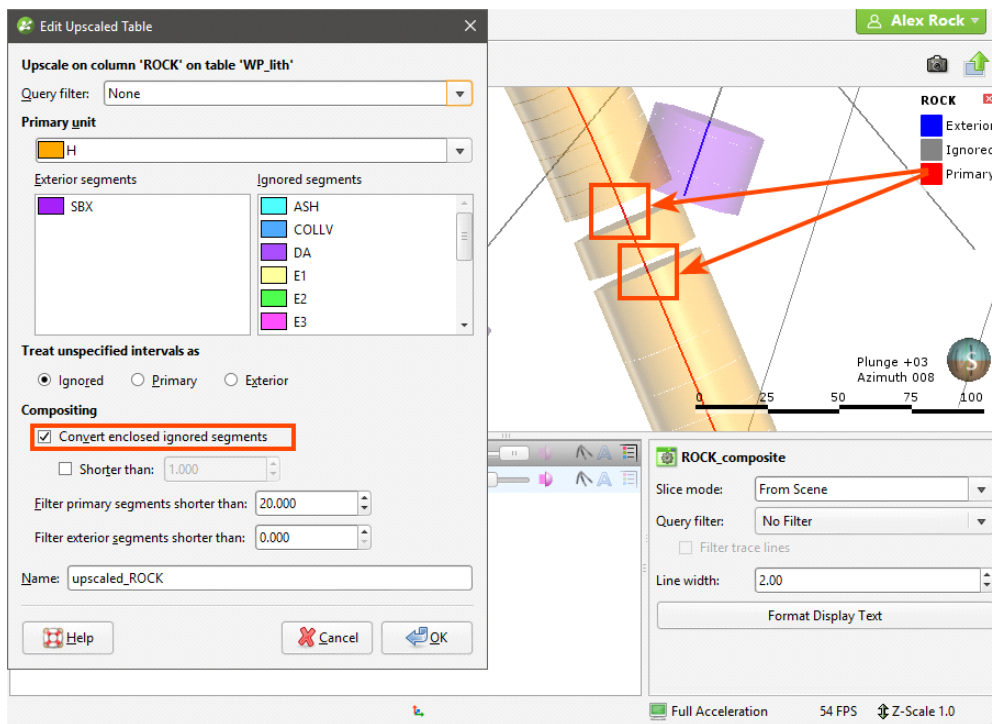 Edit Upscaled Table
Upscale on column 'ROCK' on table 'WP_lith'
Query filter: None
Primary unit
H
Exterior segments
Ignored segments
SBX
ASH
COLLV
DA
E1
E2
E3
Treat unspecified intervals as
Ignored Primary Exterior
Compositing
Convert enclosed ignored segments
Shorter than: 1.000
Filter primary segments shorter than: 20.000
Filter exterior segments shorter than: 0.000
Name: upscaled_ROCK
Help Cancel OK
Alex Rock
ROCK
Exterior
Ignored
Primary
Plunge +03
Azimuth 008
S
0 25 50 75 100
ROCK_composite
Slice mode: From Scene
Query filter: No Filter
Filter trace lines
Line width: 2.00
Format Display Text
Full Acceleration 54 FPS Z-Scale 1.0